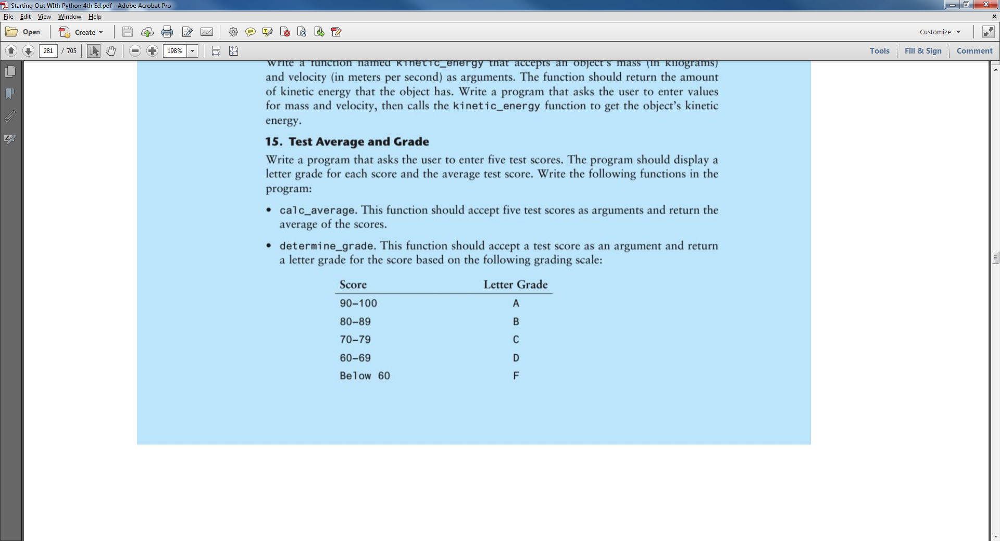 Starting Out WIth Python 4th Ed.pdf - Adobe Acrobat Pro
File Edit View Window Help
Open Create Customize
281 / 705 198% Tools Fill & Sign Comment
Write a function named kinetic_energy that accepts an object's mass (in kilograms)
and velocity (in meters per second) as arguments. The function should return the amount
of kinetic energy that the object has. Write a program that asks the user to enter values
for mass and velocity, then calls the kinetic_energy function to get the object's kinetic
energy.
15. Test Average and Grade
Write a program that asks the user to enter five test scores. The program should display a
letter grade for each score and the average test score. Write the following functions in the
program:
• calc_average. This function should accept five test scores as arguments and return the
average of the scores.
• determine_grade. This function should accept a test score as an argument and return
a letter grade for the score based on the following grading scale:
Score Letter Grade
90–100 A
80–89 B
70–79 C
60–69 D
Below 60 F